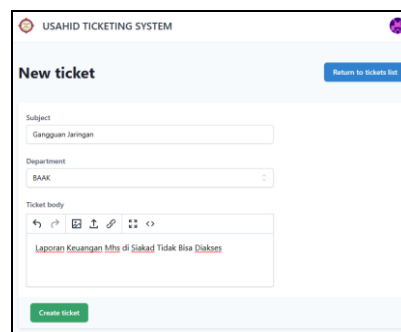 USAHID TICKETING SYSTEM
New ticket
Return to tickets list
Subject
Gangguan Jaringan
Department
BAAK
Ticket body
Laporan Keuangan Mhs di Siakad Tidak Bisa Diakses
Create ticket